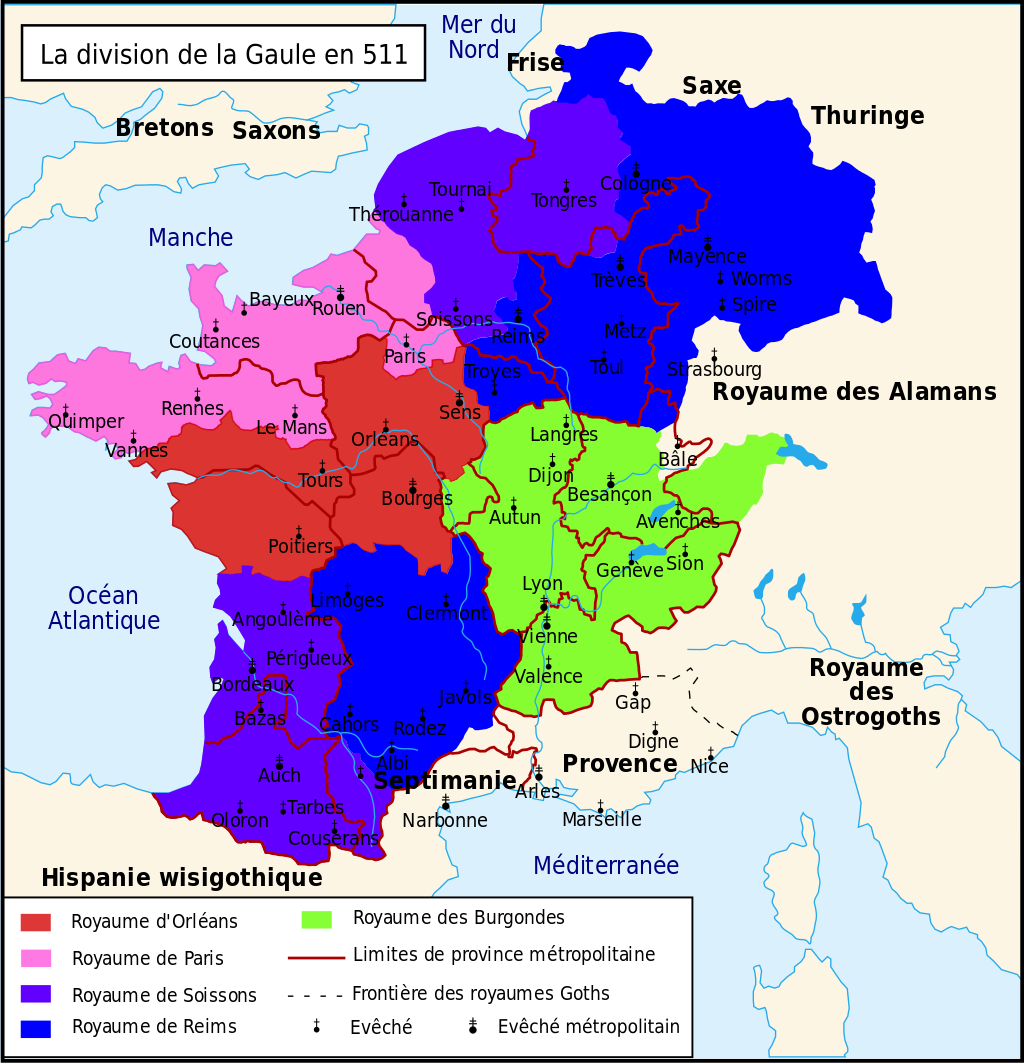 La division de la Gaule en 511
Mer du
Nord
Frise
Saxe
Thuringe
Bretons
Saxons
Manche
Tournai
Thérouanne
Tongres
Cologne
Mayence
Worms
Trèves
Spire
Bayeux
Rouen
Coutances
Soissons
Reims
Paris
Metz
Toul
Troyes
Strasbourg
Royaume des Alamans
Quimper
Rennes
Le Mans
Sens
Vannes
Orléans
Langres
Bâle
Tours
Dijon
Besançon
Bourges
Autun
Avenches
Poitiers
Genève
Sion
Océan
Atlantique
Limoges
Clermont
Lyon
Angoulème
Vienne
Périgueux
Valence
Bordeaux
Javols
Gap
Bazas
Cahors
Rodez
Digne
Royaume
des
Ostrogoths
Albi
Auch
Septimanie
Provence
Nice
Arles
Tarbes
Oloron
Narbonne
Marseille
Couserans
Méditerranée
Hispanie wisigothique
Royaume d'Orléans
Royaume de Paris
Royaume de Soissons
Royaume de Reims
Royaume des Burgondes
Limites de province métropolitaine
Frontière des royaumes Goths
Evêché
Evêché métropolitain